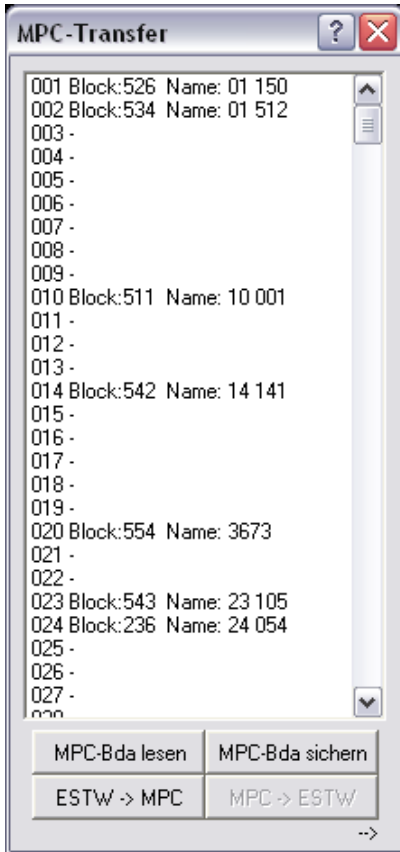 MPC-Transfer
001 Block:526 Name: 01 150
002 Block:534 Name: 01 512
003 -
004 -
005 -
006 -
007 -
008 -
009 -
010 Block:511 Name: 10 001
011 -
012 -
013 -
014 Block:542 Name: 14 141
015 -
016 -
017 -
018 -
019 -
020 Block:554 Name: 3673
021 -
022 -
023 Block:543 Name: 23 105
024 Block:236 Name: 24 054
025 -
026 -
027 -
MPC-Bda lesen MPC-Bda sichern
ESTW -> MPC MPC -> ESTW
-->